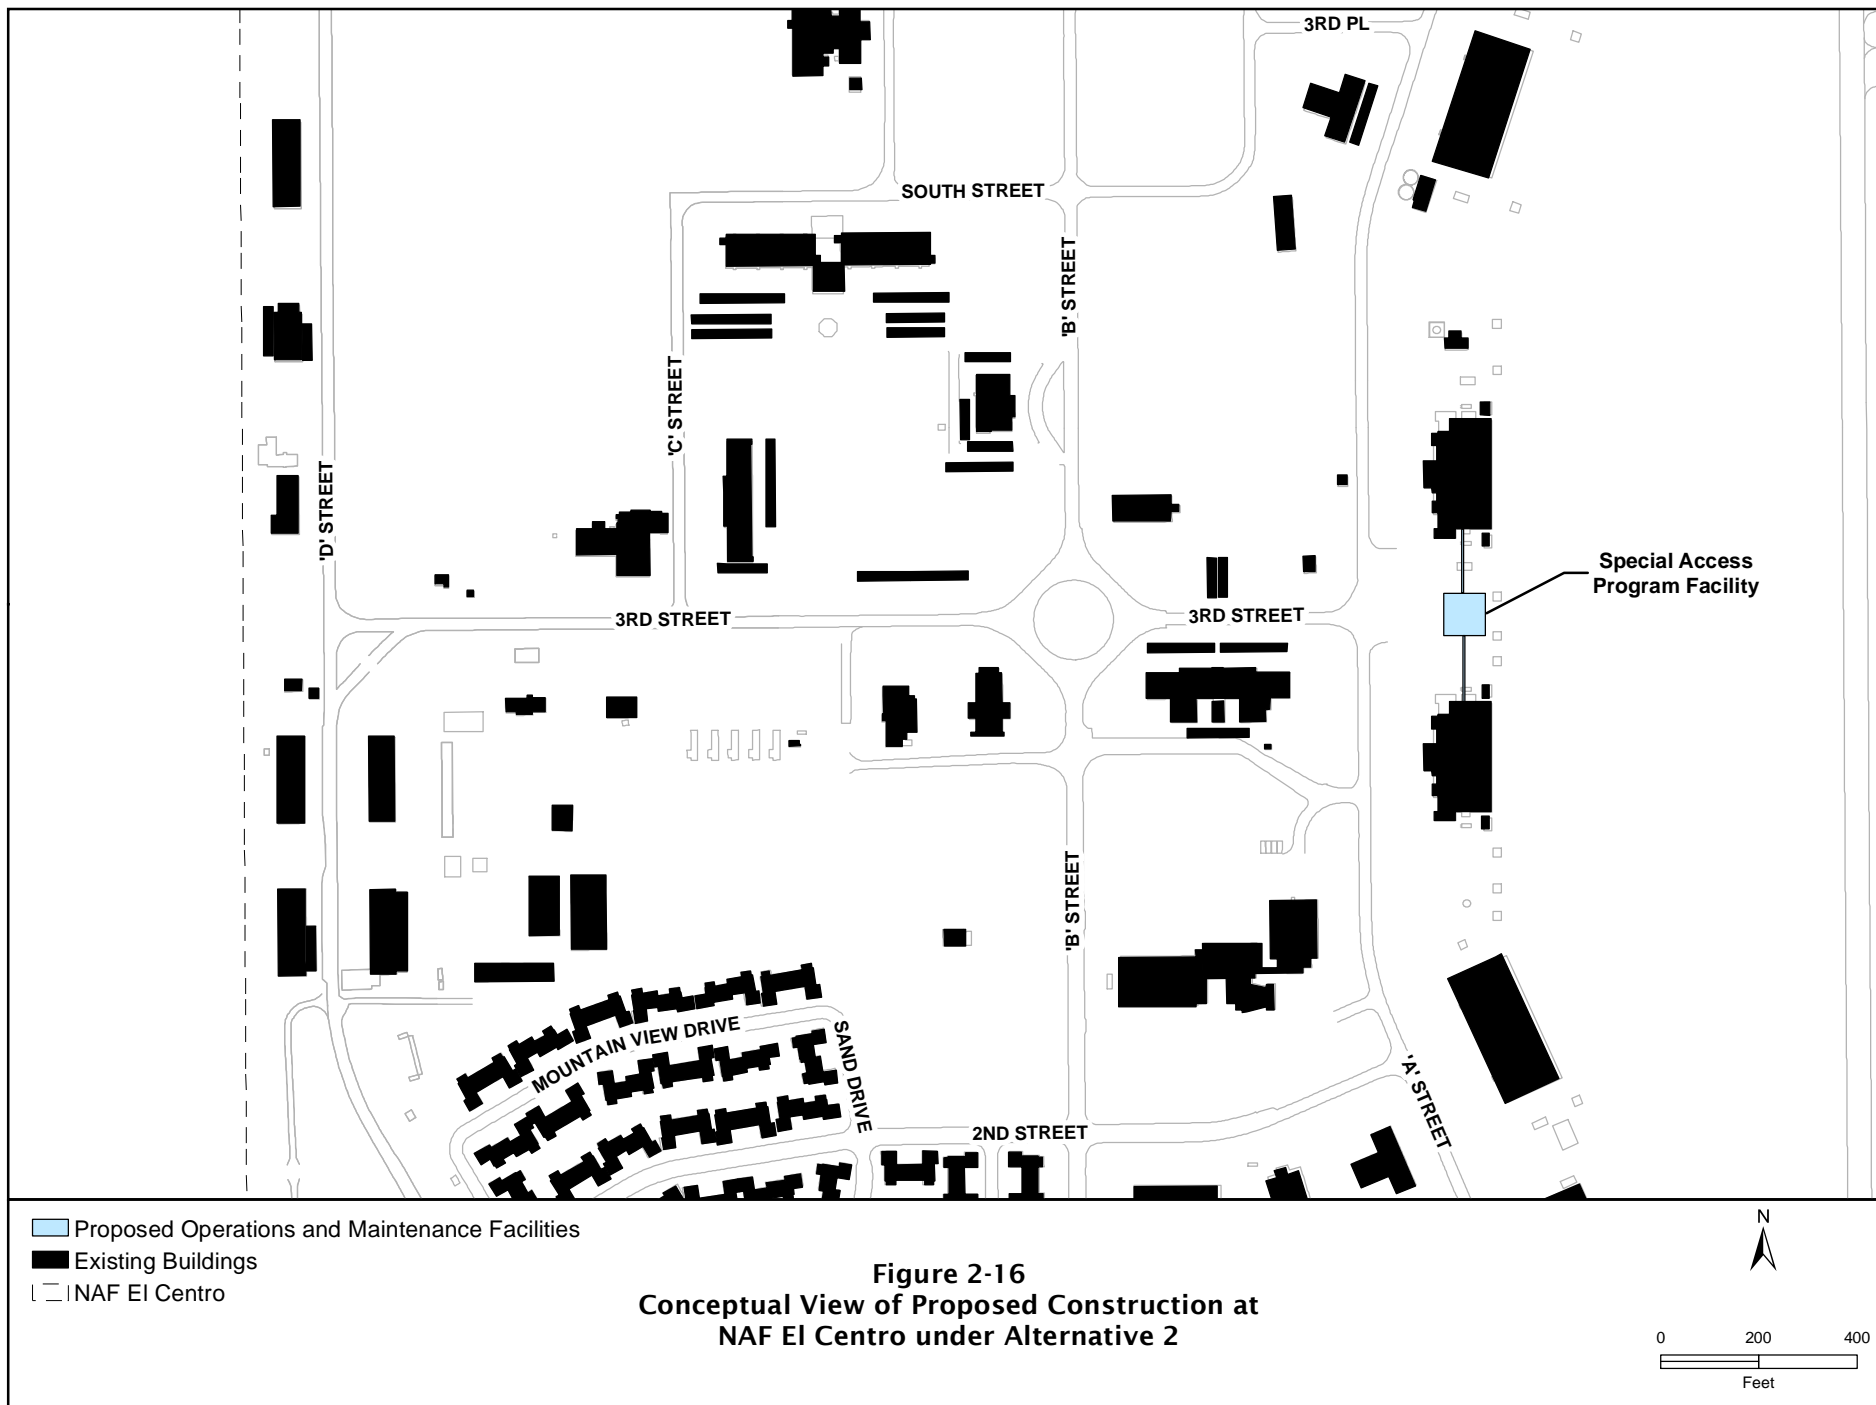 3RD PL
SOUTH STREET
'B' STREET
'C' STREET
'D' STREET
Special Access
Program Facility
3RD STREET
3RD STREET
'B' STREET
MOUNTAIN VIEW DRIVE
SAND DRIVE
'A' STREET
2ND STREET
Proposed Operations and Maintenance Facilities
Existing Buildings
NAF El Centro
Figure 2-16
Conceptual View of Proposed Construction at
NAF El Centro under Alternative 2
N
0 200 400
Feet